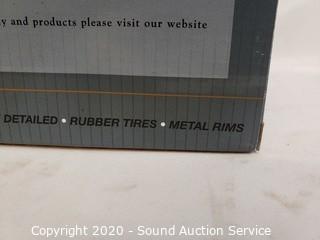 y and products please visit our website
DETAILED • RUBBER TIRES • METAL RIMS
Copyright 2020 - Sound Auction Service